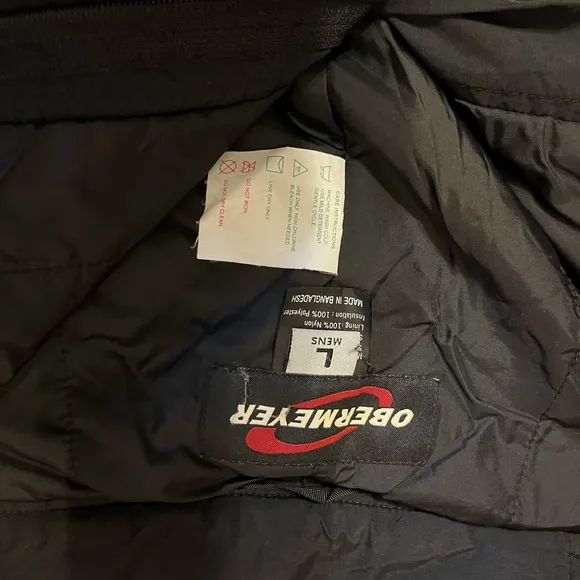 CARE INSTRUCTIONS
MACHINE WASH COLD,
USE MILD DETERGENT
GENTLE CYCLE
USE ONLY NON CHLORINE
BLEACH WHEN NEEDED
LINE DRY ONLY
DO NOT IRON
DO NOT DRY CLEAN
OBERMEYER
L
MENS
Lining :100% Nylon
Insulation : 100% Polyester
MADE IN BANGLADESH